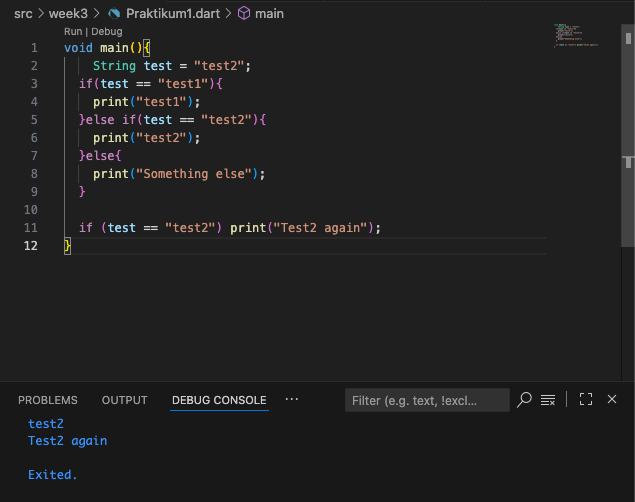 src > week3 > Praktikum1.dart > main
Run | Debug
1 void main(){
2     String test = "test2";
3   if(test == "test1"){
4     print("test1");
5   }else if(test == "test2"){
6     print("test2");
7   }else{
8     print("Something else");
9   }
10
11   if (test == "test2") print("Test2 again");
12 }
PROBLEMS OUTPUT DEBUG CONSOLE ··· Filter (e.g. text, !excl...
test2
Test2 again
Exited.